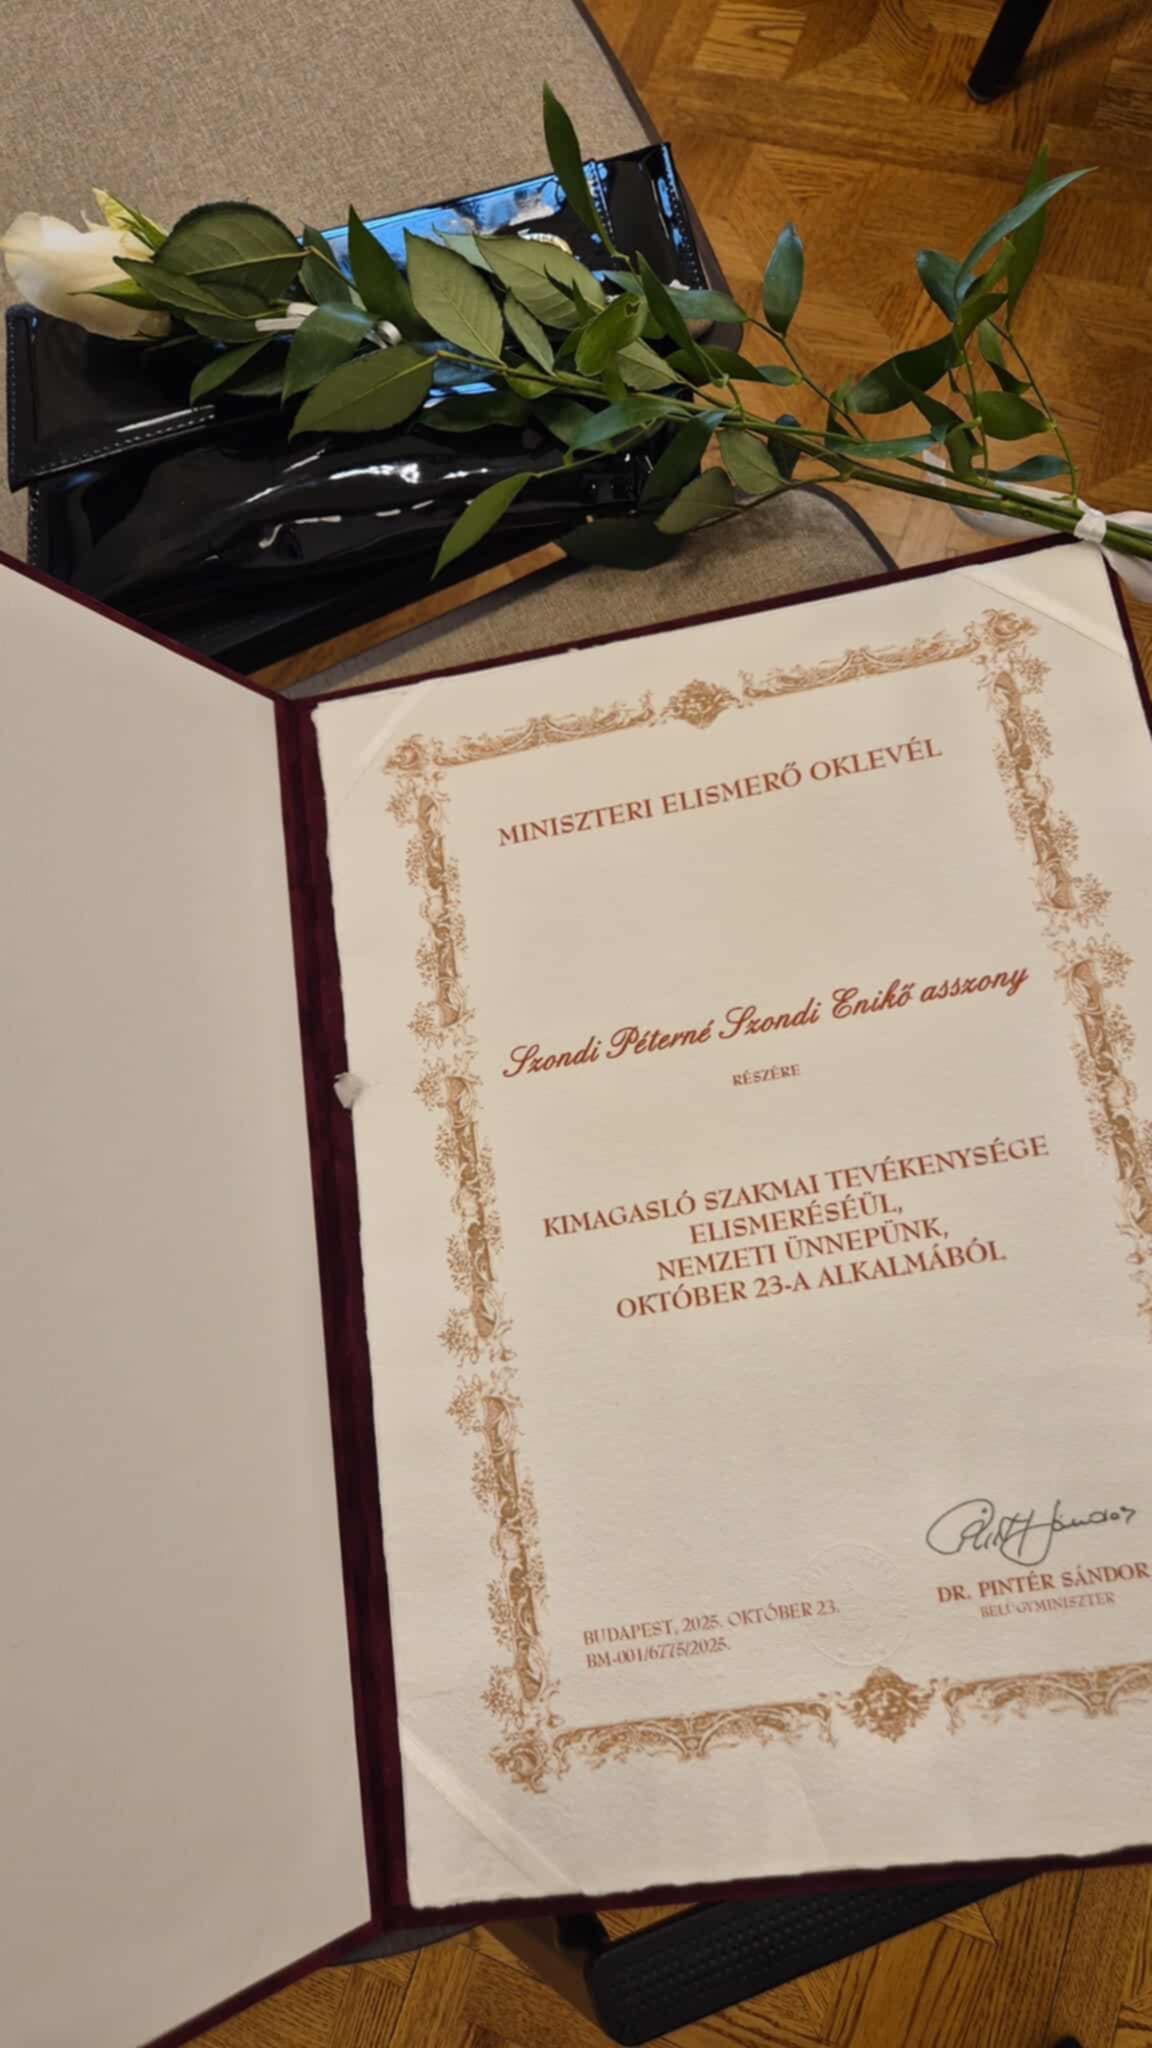 MINISZTERI ELISMERŐ OKLEVÉL
Szondi Péterné Szondi Enikő asszony
RÉSZÉRE
KIMAGASLÓ SZAKMAI TEVÉKENYSÉGE
ELISMERÉSÉÜL,
NEMZETI ÜNNEPÜNK,
OKTÓBER 23-A ALKALMÁBÓL
DR. PINTÉR SÁNDOR
BELÜGYMINISZTER
BUDAPEST, 2025. OKTÓBER 23.
BM-001/6775/2025.